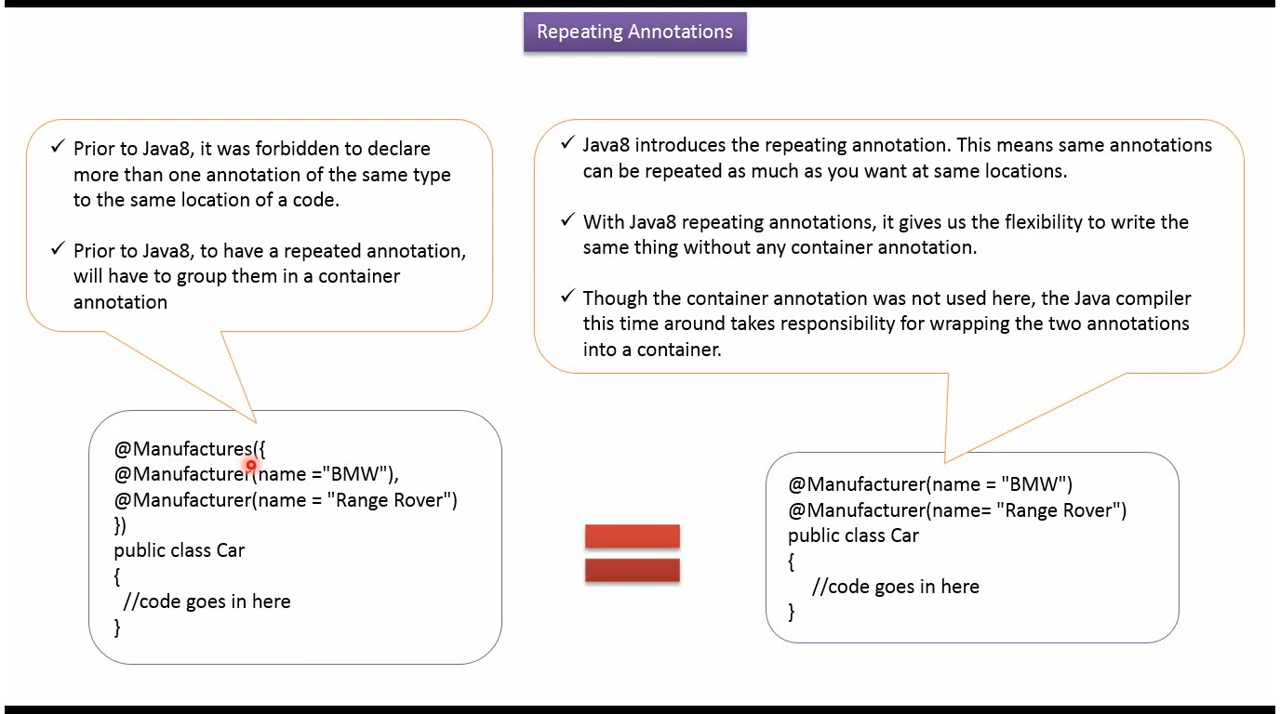 Repeating Annotations
✓ Prior to Java8, it was forbidden to declare
more than one annotation of the same type
to the same location of a code.
✓ Prior to Java8, to have a repeated annotation,
will have to group them in a container
annotation
✓ Java8 introduces the repeating annotation. This means same annotations
can be repeated as much as you want at same locations.
✓ With Java8 repeating annotations, it gives us the flexibility to write the
same thing without any container annotation.
✓ Though the container annotation was not used here, the Java compiler
this time around takes responsibility for wrapping the two annotations
into a container.
@Manufactures({
@Manufacturer(name ="BMW"),
@Manufacturer(name = "Range Rover")
})
public class Car
{
//code goes in here
}
@Manufacturer(name = "BMW")
@Manufacturer(name= "Range Rover")
public class Car
{
//code goes in here
}